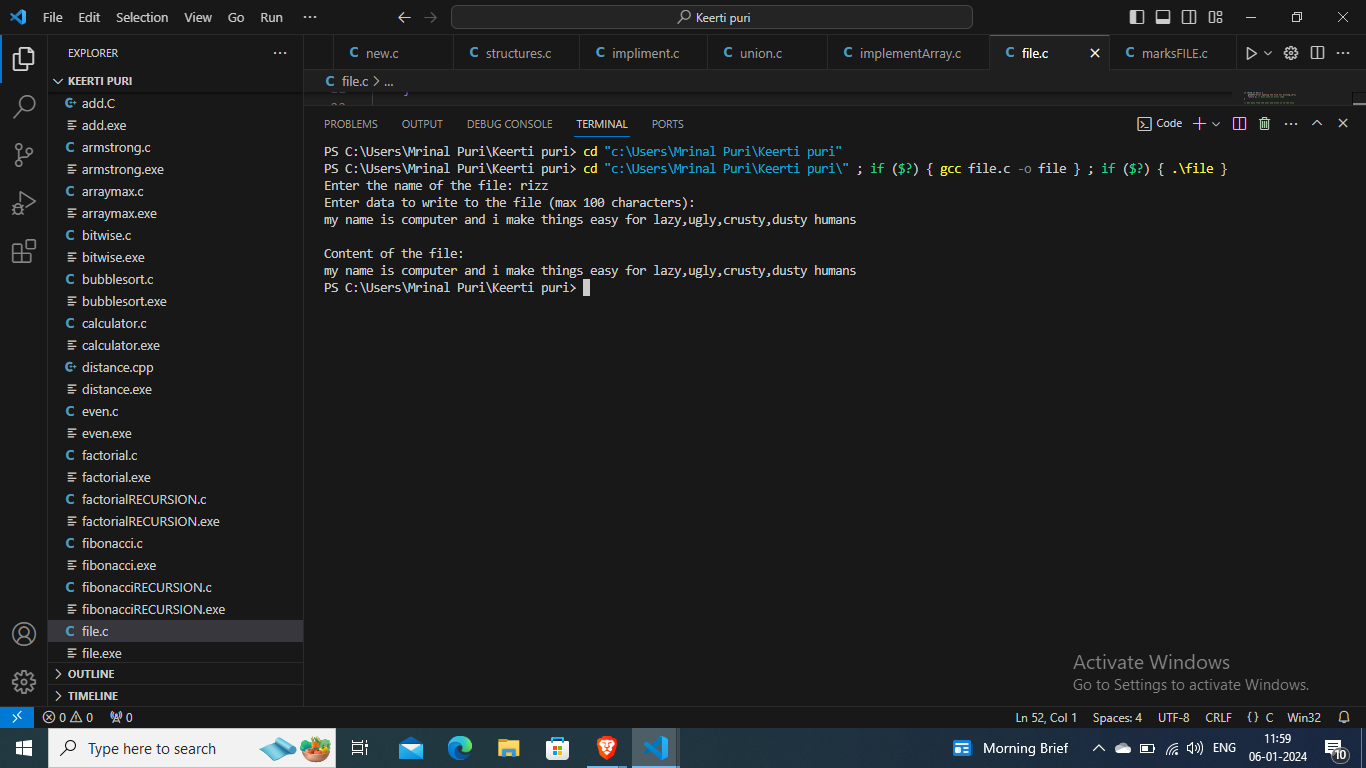 File Edit Selection View Go Run ···
Keerti puri
EXPLORER ···
KEERTI PURI
add.C
add.exe
armstrong.c
armstrong.exe
arraymax.c
arraymax.exe
bitwise.c
bitwise.exe
bubblesort.c
bubblesort.exe
calculator.c
calculator.exe
distance.cpp
distance.exe
even.c
even.exe
factorial.c
factorial.exe
factorialRECURSION.c
factorialRECURSION.exe
fibonacci.c
fibonacci.exe
fibonacciRECURSION.c
fibonacciRECURSION.exe
file.c
file.exe
OUTLINE
TIMELINE
C new.c C structures.c C impliment.c C union.c C implementArray.c C file.c C marksFILE.c
C file.c > ...
PROBLEMS OUTPUT DEBUG CONSOLE TERMINAL PORTS Code
PS C:\Users\Mrinal Puri\Keerti puri> cd "c:\Users\Mrinal Puri\Keerti puri"
PS C:\Users\Mrinal Puri\Keerti puri> cd "c:\Users\Mrinal Puri\Keerti puri\" ; if ($?) { gcc file.c -o file } ; if ($?) { .\file }
Enter the name of the file: rizz
Enter data to write to the file (max 100 characters):
my name is computer and i make things easy for lazy,ugly,crusty,dusty humans
Content of the file:
my name is computer and i make things easy for lazy,ugly,crusty,dusty humans
PS C:\Users\Mrinal Puri\Keerti puri>
Activate Windows
Go to Settings to activate Windows.
0 0 0 Ln 52, Col 1 Spaces: 4 UTF-8 CRLF {} C Win32
Type here to search Morning Brief ENG 11:59
06-01-2024 10